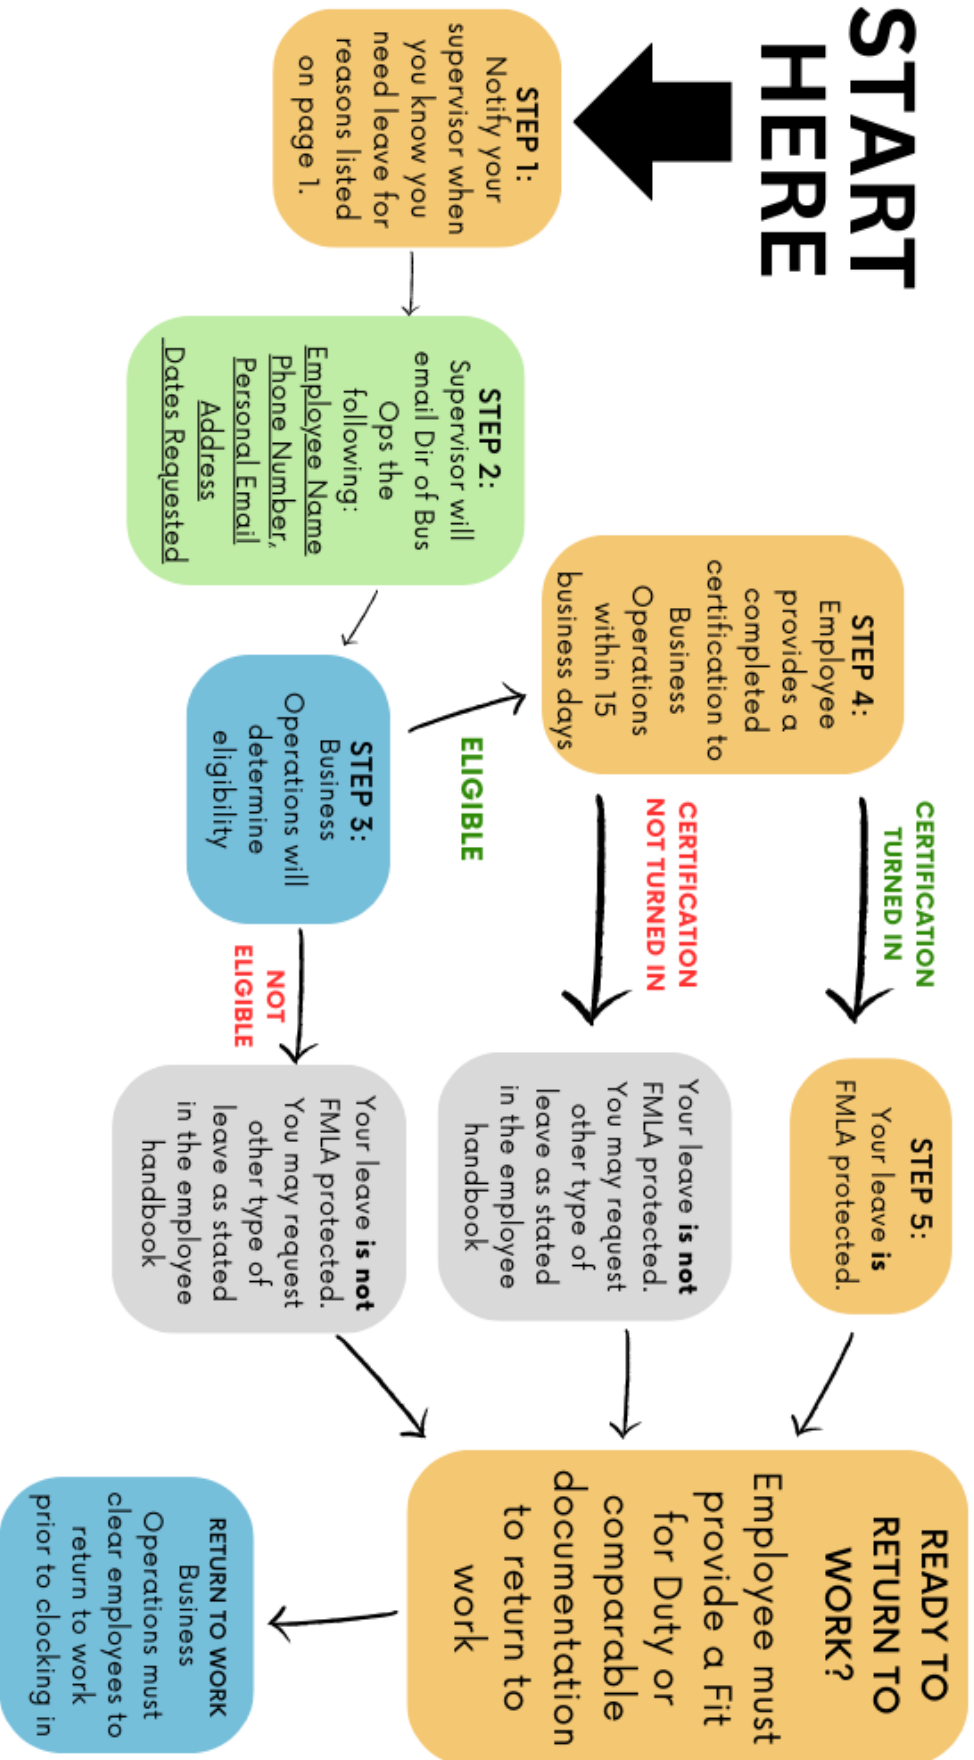 START
HERE
STEP 1:
Notify your
supervisor when
you know you
need leave for
reasons listed
on page 1.
STEP 2:
Supervisor will
email Dir of Bus
Ops the
following:
Employee Name
Phone Number,
Personal Email
Address
Dates Requested
STEP 3:
Business
Operations will
determine
eligibility
ELIGIBLE
NOT
ELIGIBLE
STEP 4:
Employee
provides a
completed
certification to
Business
Operations
within 15
business days
CERTIFICATION
TURNED IN
CERTIFICATION
NOT TURNED IN
STEP 5:
Your leave is
FMLA protected.
Your leave is not
FMLA protected.
You may request
other type of
leave as stated
in the employee
handbook
Your leave is not
FMLA protected.
You may request
other type of
leave as stated
in the employee
handbook
READY TO
RETURN TO
WORK?
Employee must
provide a Fit
for Duty or
comparable
documentation
to return to
work
RETURN TO WORK
Business
Operations must
clear employees to
return to work
prior to clocking in